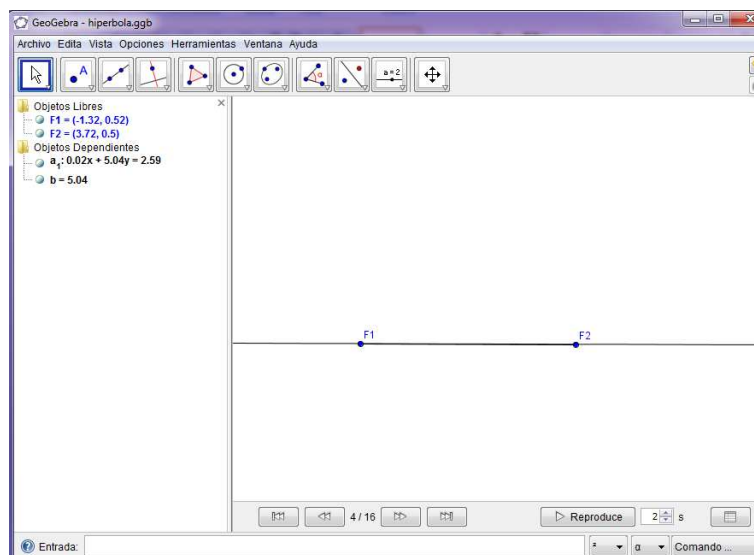 GeoGebra - hiperbola.ggb
Archivo Edita Vista Opciones Herramientas Ventana Ayuda
A
a = 2
Objetos Libres
F1 = (-1.32, 0.52)
F2 = (3.72, 0.5)
Objetos Dependientes
a₁: 0.02x + 5.04y = 2.59
b = 5.04
F1
F2
4 / 16
Reproduce
2
s
Entrada:
²
α
Comando ...